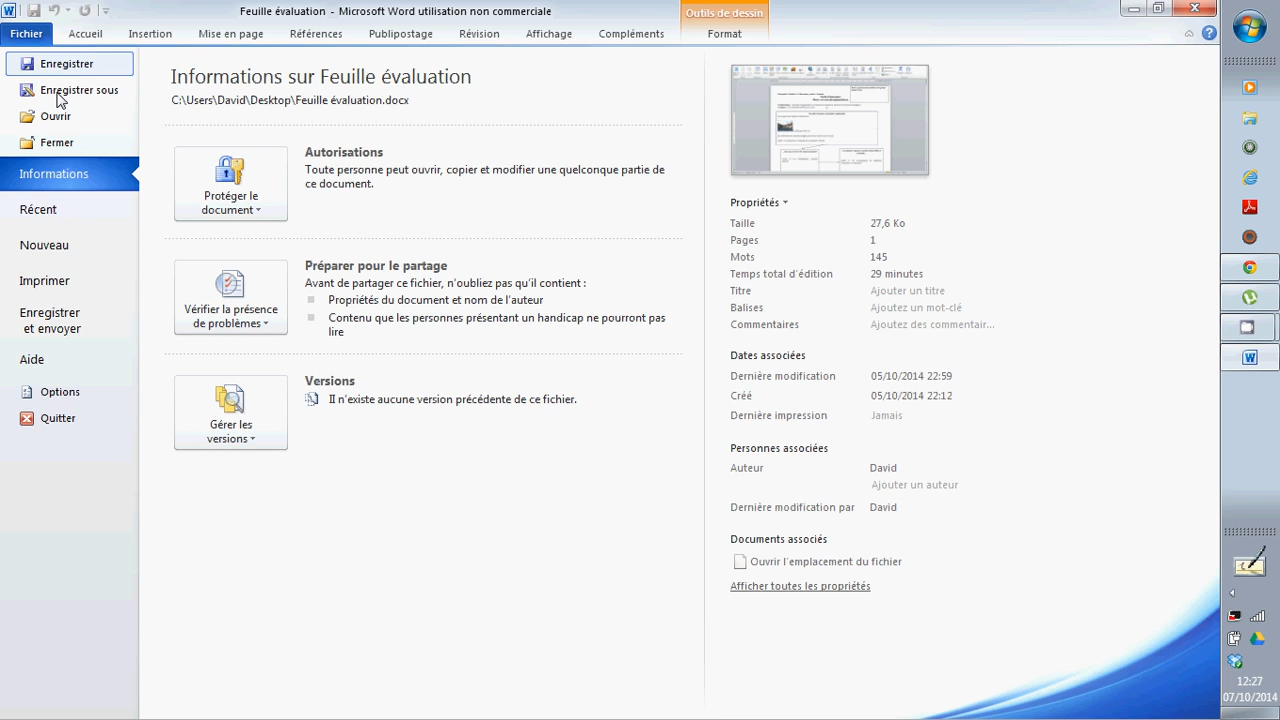 Feuille évaluation - Microsoft Word utilisation non commerciale
Outils de dessin
Fichier
Accueil
Insertion
Mise en page
Références
Publipostage
Révision
Affichage
Compléments
Format
Enregistrer
Enregistrer sous
Ouvrir
Fermer
Informations
Récent
Nouveau
Imprimer
Enregistrer
et envoyer
Aide
Options
Quitter
Informations sur Feuille évaluation
C:\Users\David\Desktop\Feuille évaluation.docx
Protéger le
document
Autorisations
Toute personne peut ouvrir, copier et modifier une quelconque partie de
ce document.
Vérifier la présence
de problèmes
Préparer pour le partage
Avant de partager ce fichier, n'oubliez pas qu'il contient :
Propriétés du document et nom de l'auteur
Contenu que les personnes présentant un handicap ne pourront pas
lire
Gérer les
versions
Versions
Il n'existe aucune version précédente de ce fichier.
Propriétés
Taille 27,6 Ko
Pages 1
Mots 145
Temps total d'édition 29 minutes
Titre Ajouter un titre
Balises Ajoutez un mot-clé
Commentaires Ajoutez des commentair...
Dates associées
Dernière modification 05/10/2014 22:59
Créé 05/10/2014 22:12
Dernière impression Jamais
Personnes associées
Auteur David
Ajouter un auteur
Dernière modification par David
Documents associés
Ouvrir l'emplacement du fichier
Afficher toutes les propriétés
12:27
07/10/2014